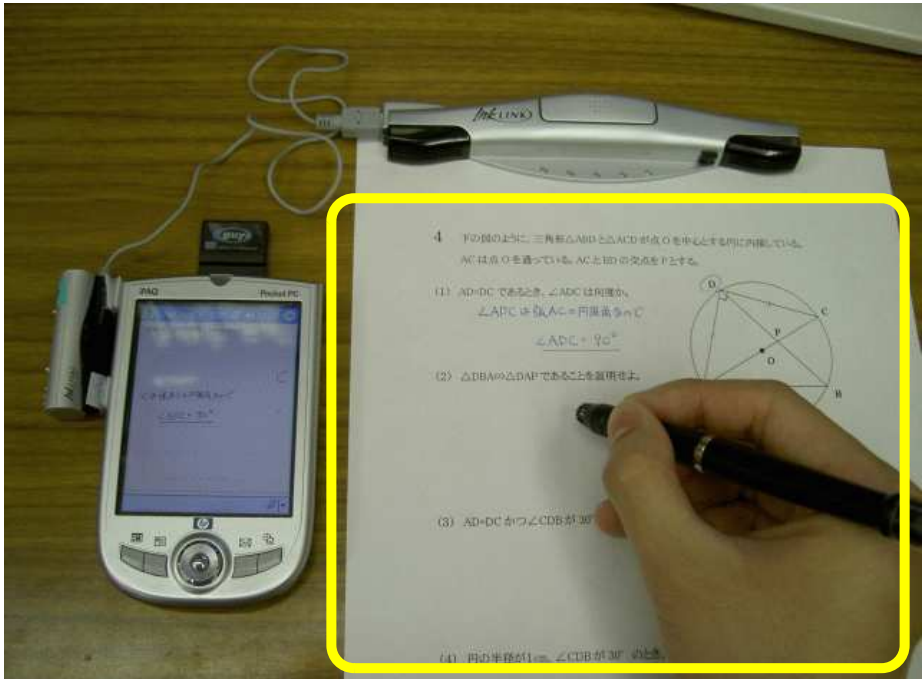 InkLINK
guy
PAQ
Pocket PC
hp
∠ADC = 90°
4 下の図のように、三角形△ABDと△ACDが点Oを中心とする円に内接している。
ACは点Oを通っている。ACとBDの交点をPとする。
(1) AD=DCであるとき、∠ADCは何度か。
∠ADCは弧ACの円周角なので
∠ADC = 90°
(2) △DBA∽△DAPであることを証明せよ。
D
C
P
O
B
(3) AD=DCかつ∠CDBが30°
(4) 円の半径が1cm、∠CDBが30°のとき、